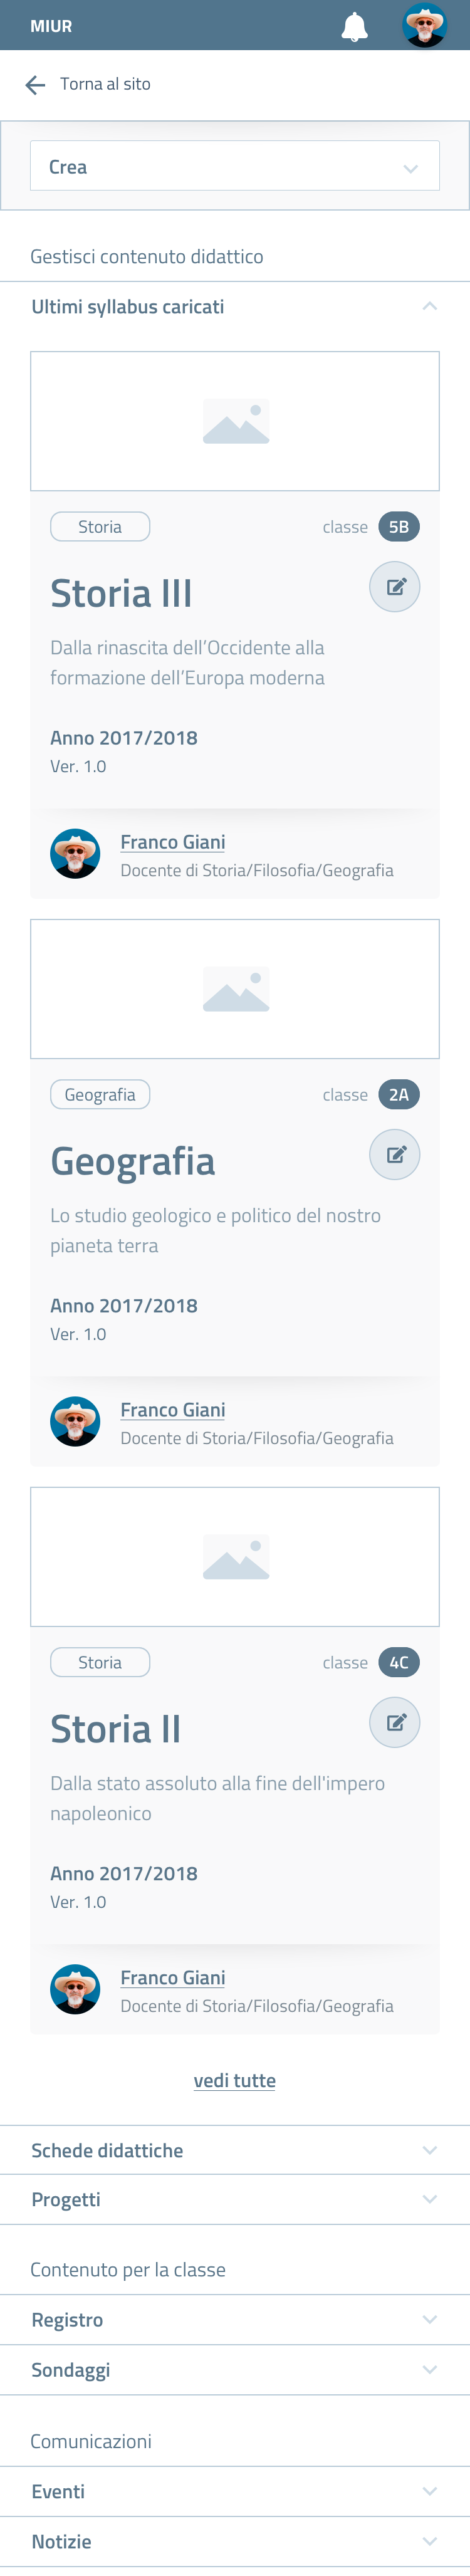 MIUR
Torna al sito
Crea
Gestisci contenuto didattico
Ultimi syllabus caricati
Storia
classe 5B
Storia III
Dalla rinascita dell’Occidente alla
formazione dell’Europa moderna
Anno 2017/2018
Ver. 1.0
Franco Giani
Docente di Storia/Filosofia/Geografia
Geografia
classe 2A
Geografia
Lo studio geologico e politico del nostro
pianeta terra
Anno 2017/2018
Ver. 1.0
Franco Giani
Docente di Storia/Filosofia/Geografia
Storia
classe 4C
Storia II
Dalla stato assoluto alla fine dell'impero
napoleonico
Anno 2017/2018
Ver. 1.0
Franco Giani
Docente di Storia/Filosofia/Geografia
vedi tutte
Schede didattiche
Progetti
Contenuto per la classe
Registro
Sondaggi
Comunicazioni
Eventi
Notizie